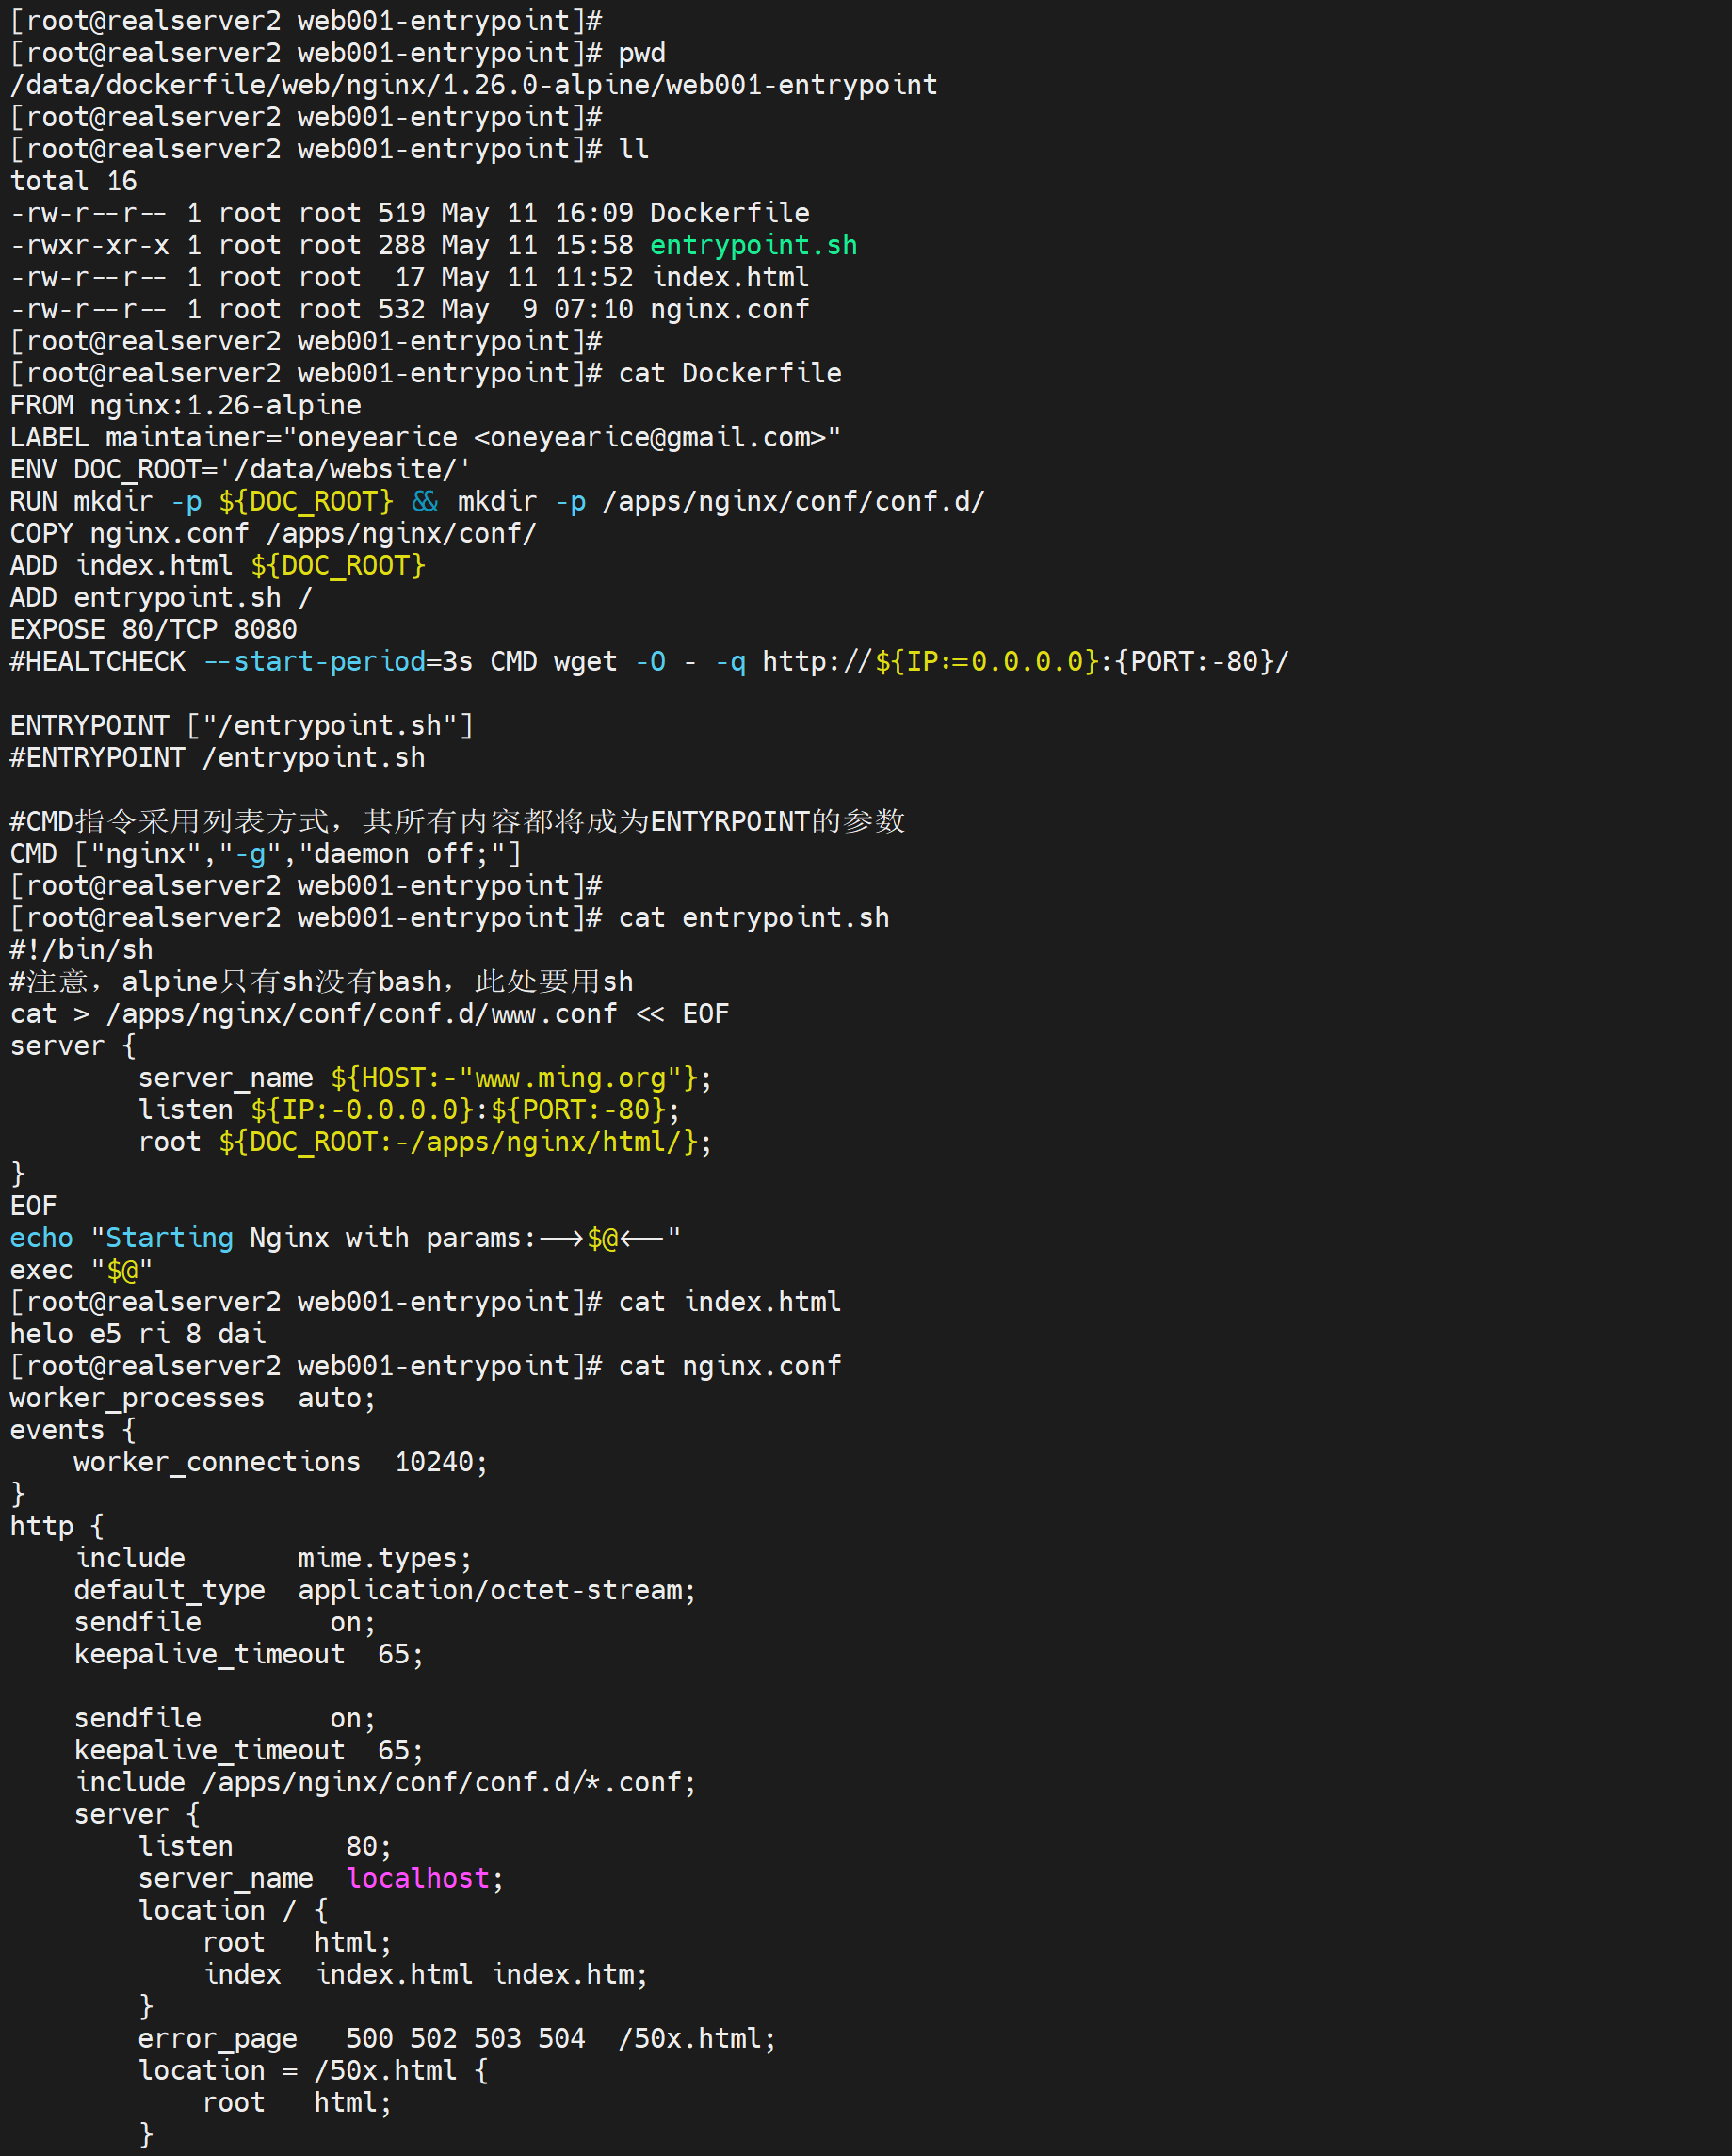 [root@realserver2 web001-entrypoint]#
[root@realserver2 web001-entrypoint]# pwd
/data/dockerfile/web/nginx/1.26.0-alpine/web001-entrypoint
[root@realserver2 web001-entrypoint]#
[root@realserver2 web001-entrypoint]# ll
total 16
-rw-r--r-- 1 root root 519 May 11 16:09 Dockerfile
-rwxr-xr-x 1 root root 288 May 11 15:58 entrypoint.sh
-rw-r--r-- 1 root root  17 May 11 11:52 index.html
-rw-r--r-- 1 root root 532 May  9 07:10 nginx.conf
[root@realserver2 web001-entrypoint]#
[root@realserver2 web001-entrypoint]# cat Dockerfile
FROM nginx:1.26-alpine
LABEL maintainer="oneyearice <oneyearice@gmail.com>"
ENV DOC_ROOT='/data/website/'
RUN mkdir -p ${DOC_ROOT} && mkdir -p /apps/nginx/conf/conf.d/
COPY nginx.conf /apps/nginx/conf/
ADD index.html ${DOC_ROOT}
ADD entrypoint.sh /
EXPOSE 80/TCP 8080
#HEALTCHECK --start-period=3s CMD wget -O - -q http://${IP:=0.0.0.0}:{PORT:-80}/

ENTRYPOINT ["/entrypoint.sh"]
#ENTRYPOINT /entrypoint.sh

#CMD指令采用列表方式，其所有内容都将成为ENTYRPOINT的参数
CMD ["nginx","-g","daemon off;"]
[root@realserver2 web001-entrypoint]#
[root@realserver2 web001-entrypoint]# cat entrypoint.sh
#!/bin/sh
#注意，alpine只有sh没有bash，此处要用sh
cat > /apps/nginx/conf/conf.d/www.conf << EOF
server {
        server_name ${HOST:-"www.ming.org"};
        listen ${IP:-0.0.0.0}:${PORT:-80};
        root ${DOC_ROOT:-/apps/nginx/html/};
}
EOF
echo "Starting Nginx with params:-->$@<--"
exec "$@"
[root@realserver2 web001-entrypoint]# cat index.html
helo e5 ri 8 dai
[root@realserver2 web001-entrypoint]# cat nginx.conf
worker_processes  auto;
events {
    worker_connections  10240;
}
http {
    include       mime.types;
    default_type  application/octet-stream;
    sendfile        on;
    keepalive_timeout  65;

    sendfile        on;
    keepalive_timeout  65;
    include /apps/nginx/conf/conf.d/*.conf;
    server {
        listen       80;
        server_name  localhost;
        location / {
            root   html;
            index  index.html index.htm;
        }
        error_page   500 502 503 504  /50x.html;
        location = /50x.html {
            root   html;
        }